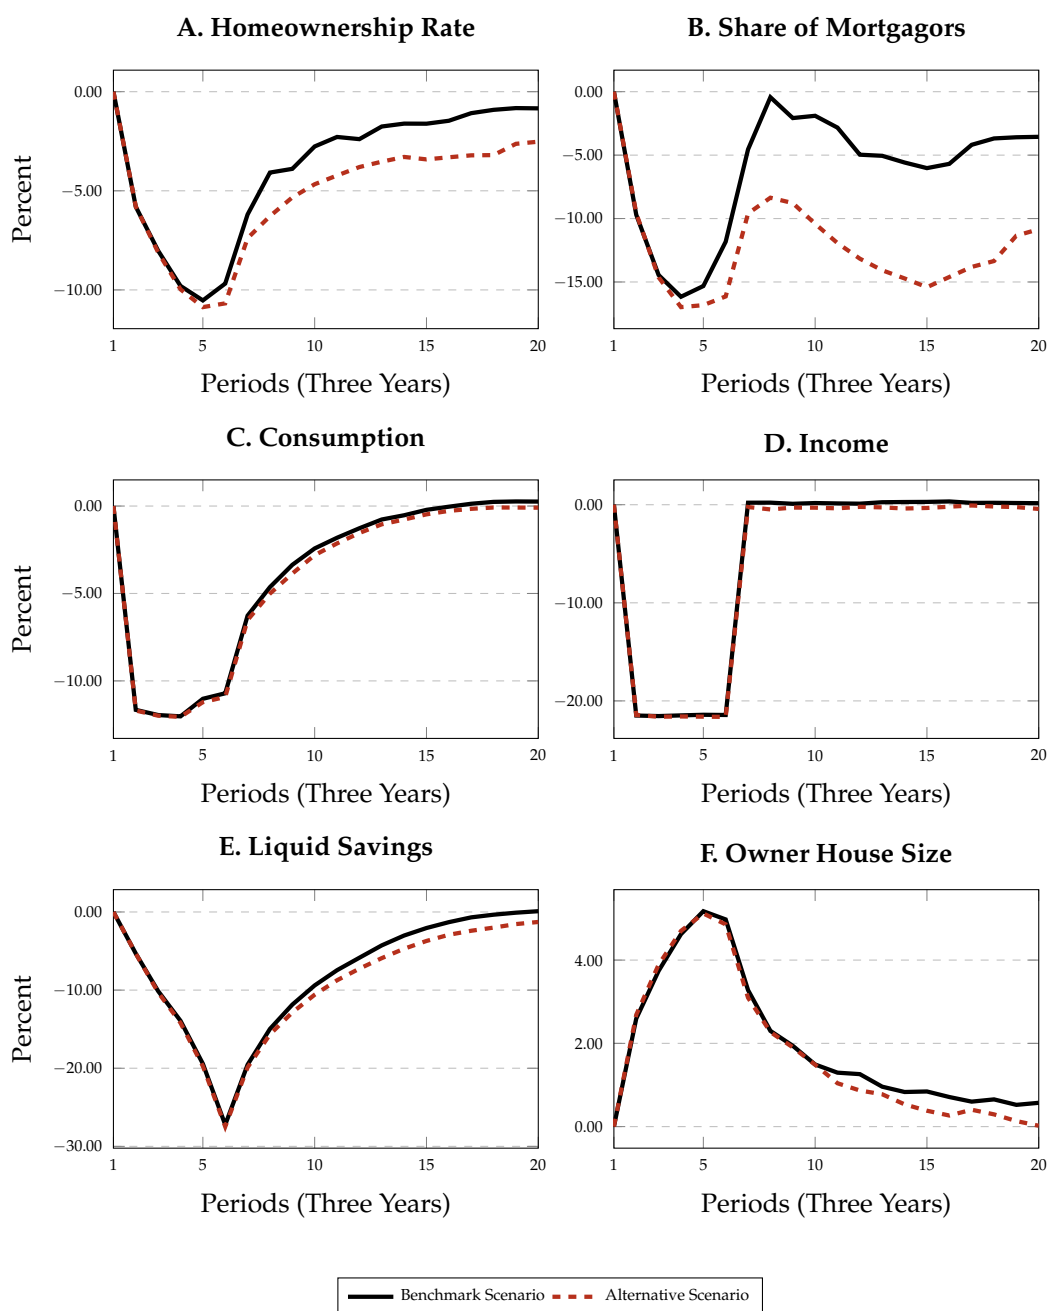 A. Homeownership Rate
B. Share of Mortgagors
0.00
−5.00
−10.00
Percent
1 5 10 15 20
Periods (Three Years)
0.00
−5.00
−10.00
−15.00
1 5 10 15 20
Periods (Three Years)
C. Consumption
D. Income
0.00
−5.00
−10.00
Percent
1 5 10 15 20
Periods (Three Years)
0.00
−10.00
−20.00
1 5 10 15 20
Periods (Three Years)
E. Liquid Savings
F. Owner House Size
0.00
−10.00
−20.00
−30.00
Percent
1 5 10 15 20
Periods (Three Years)
4.00
2.00
0.00
1 5 10 15 20
Periods (Three Years)
Benchmark Scenario Alternative Scenario